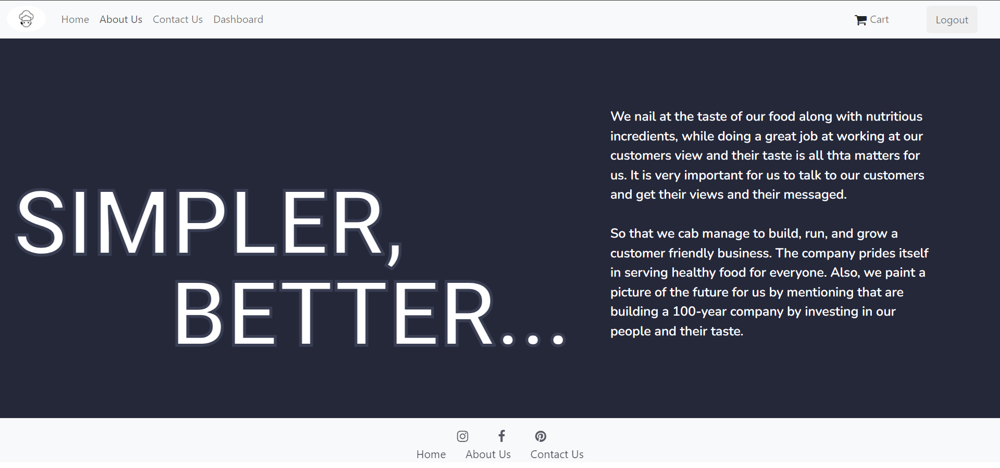 Home About Us Contact Us Dashboard Cart Logout
SIMPLER,
BETTER...
We nail at the taste of our food along with nutritious
incredients, while doing a great job at working at our
customers view and their taste is all thta matters for
us. It is very important for us to talk to our customers
and get their views and their messaged.
So that we cab manage to build, run, and grow a
customer friendly business. The company prides itself
in serving healthy food for everyone. Also, we paint a
picture of the future for us by mentioning that are
building a 100-year company by investing in our
people and their taste.
Home About Us Contact Us